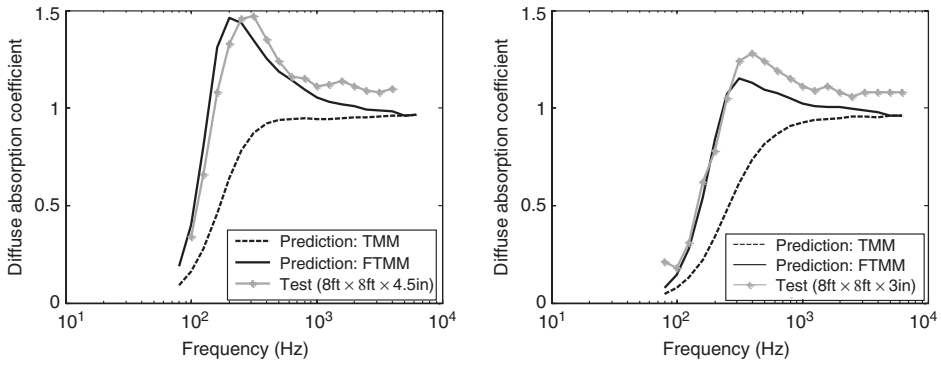 Diffuse absorption coefficient
1.5
1
0.5
0
10^1
10^2
10^3
10^4
Frequency (Hz)
Prediction: TMM
Prediction: FTMM
Test (8ft × 8ft × 4.5in)
Diffuse absorption coefficient
1.5
1
0.5
0
10^1
10^2
10^3
10^4
Frequency (Hz)
Prediction: TMM
Prediction: FTMM
Test (8ft × 8ft × 3in)